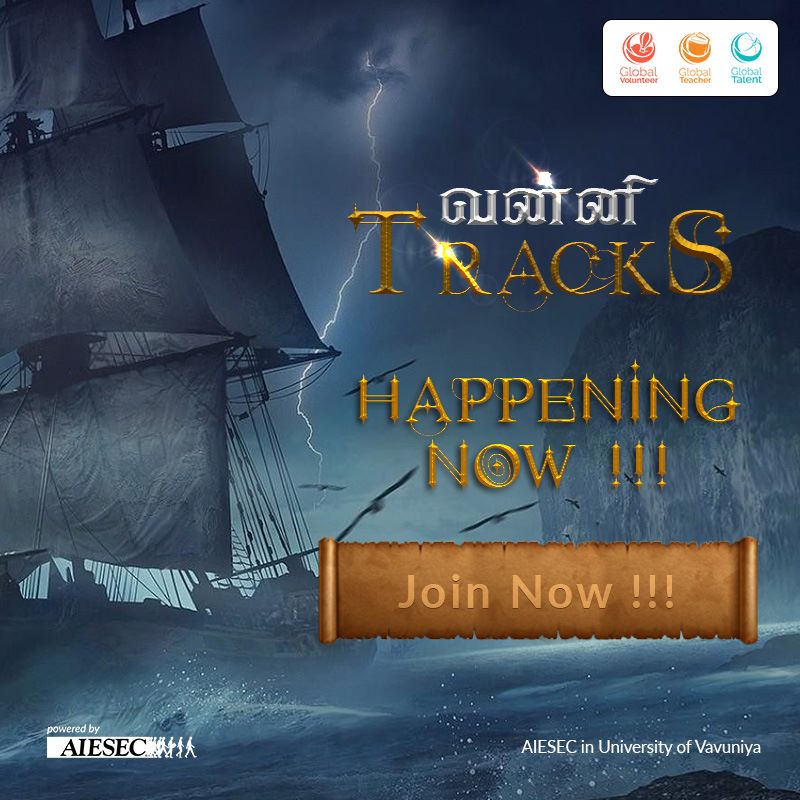 Global Volunteer
Global Teacher
Global Talent
வன்னி
TRACKS
HAPPENING
NOW !!!
Join Now !!!
powered by
AIESEC
AIESEC in University of Vavuniya